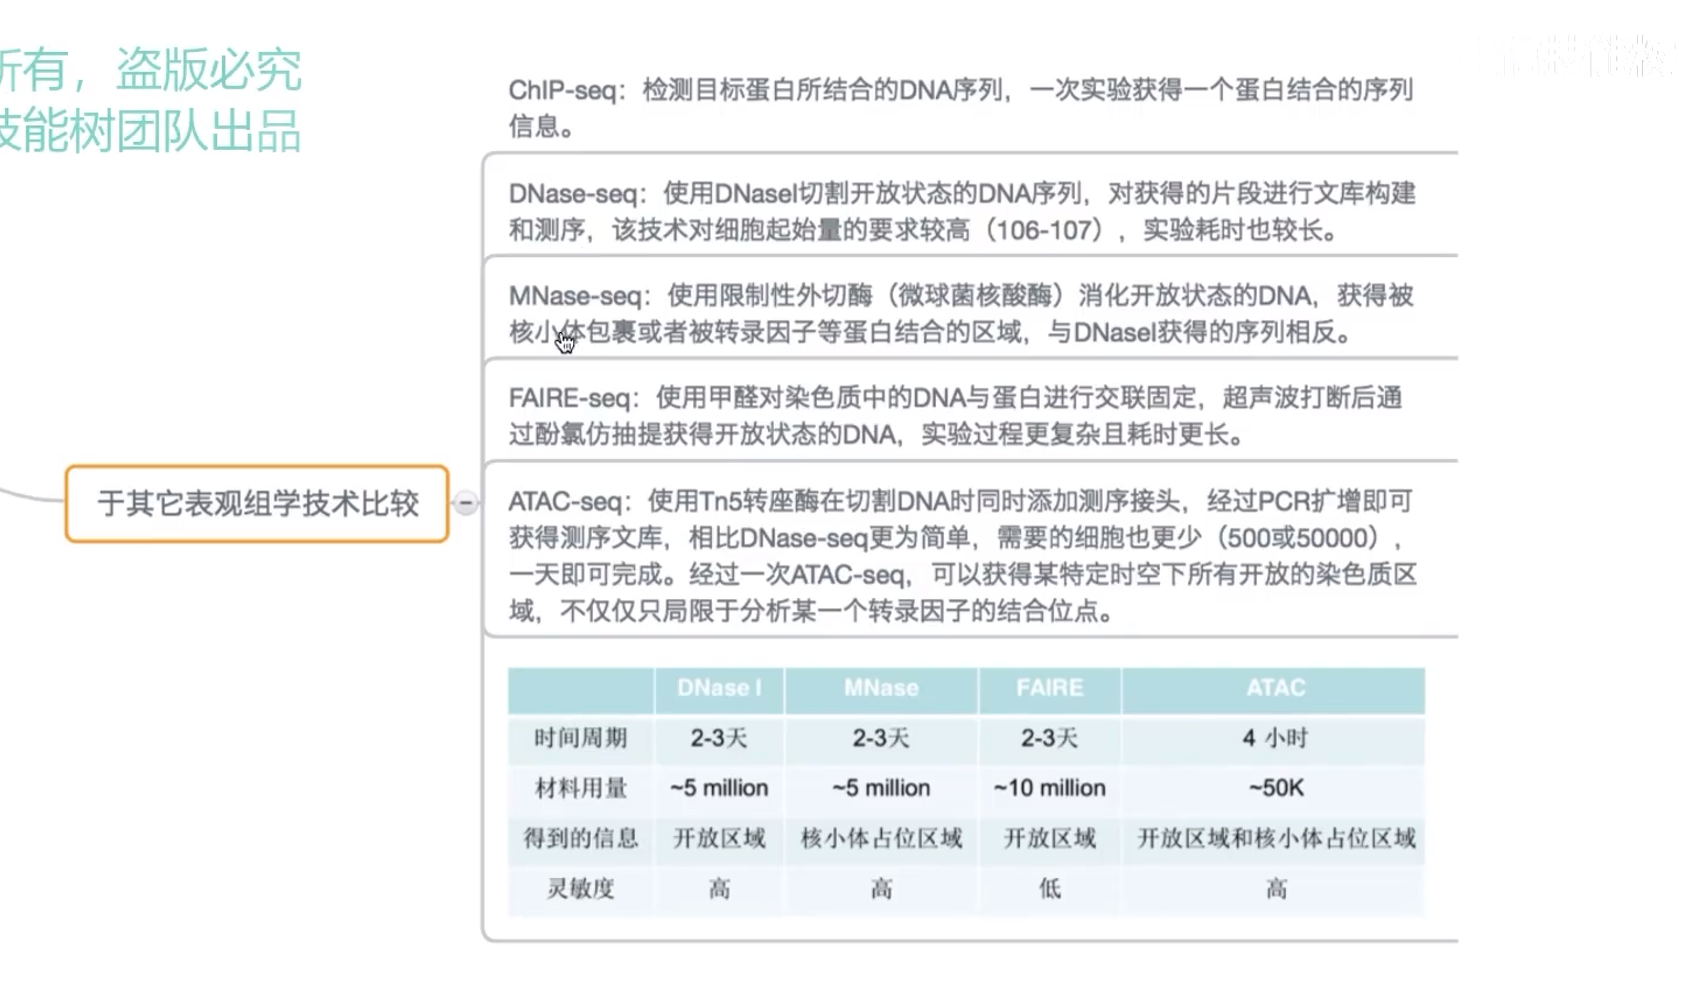 所有，盗版必究
技能树团队出品
ChIP-seq：检测目标蛋白所结合的DNA序列，一次实验获得一个蛋白结合的序列
信息。
DNase-seq：使用DNaseI切割开放状态的DNA序列，对获得的片段进行文库构建
和测序，该技术对细胞起始量的要求较高（106-107），实验耗时也较长。
MNase-seq：使用限制性外切酶（微球菌核酸酶）消化开放状态的DNA，获得被
核小体包裹或者被转录因子等蛋白结合的区域，与DNaseI获得的序列相反。
FAIRE-seq：使用甲醛对染色质中的DNA与蛋白进行交联固定，超声波打断后通
过酚氯仿抽提获得开放状态的DNA，实验过程更复杂且耗时更长。
于其它表观组学技术比较
ATAC-seq：使用Tn5转座酶在切割DNA时同时添加测序接头，经过PCR扩增即可
获得测序文库，相比DNase-seq更为简单，需要的细胞也更少（500或50000），
一天即可完成。经过一次ATAC-seq，可以获得某特定时空下所有开放的染色质区
域，不仅仅只局限于分析某一个转录因子的结合位点。
DNase I MNase FAIRE ATAC
时间周期 2-3天 2-3天 2-3天 4 小时
材料用量 ~5 million ~5 million ~10 million ~50K
得到的信息 开放区域 核小体占位区域 开放区域 开放区域和核小体占位区域
灵敏度 高 高 低 高